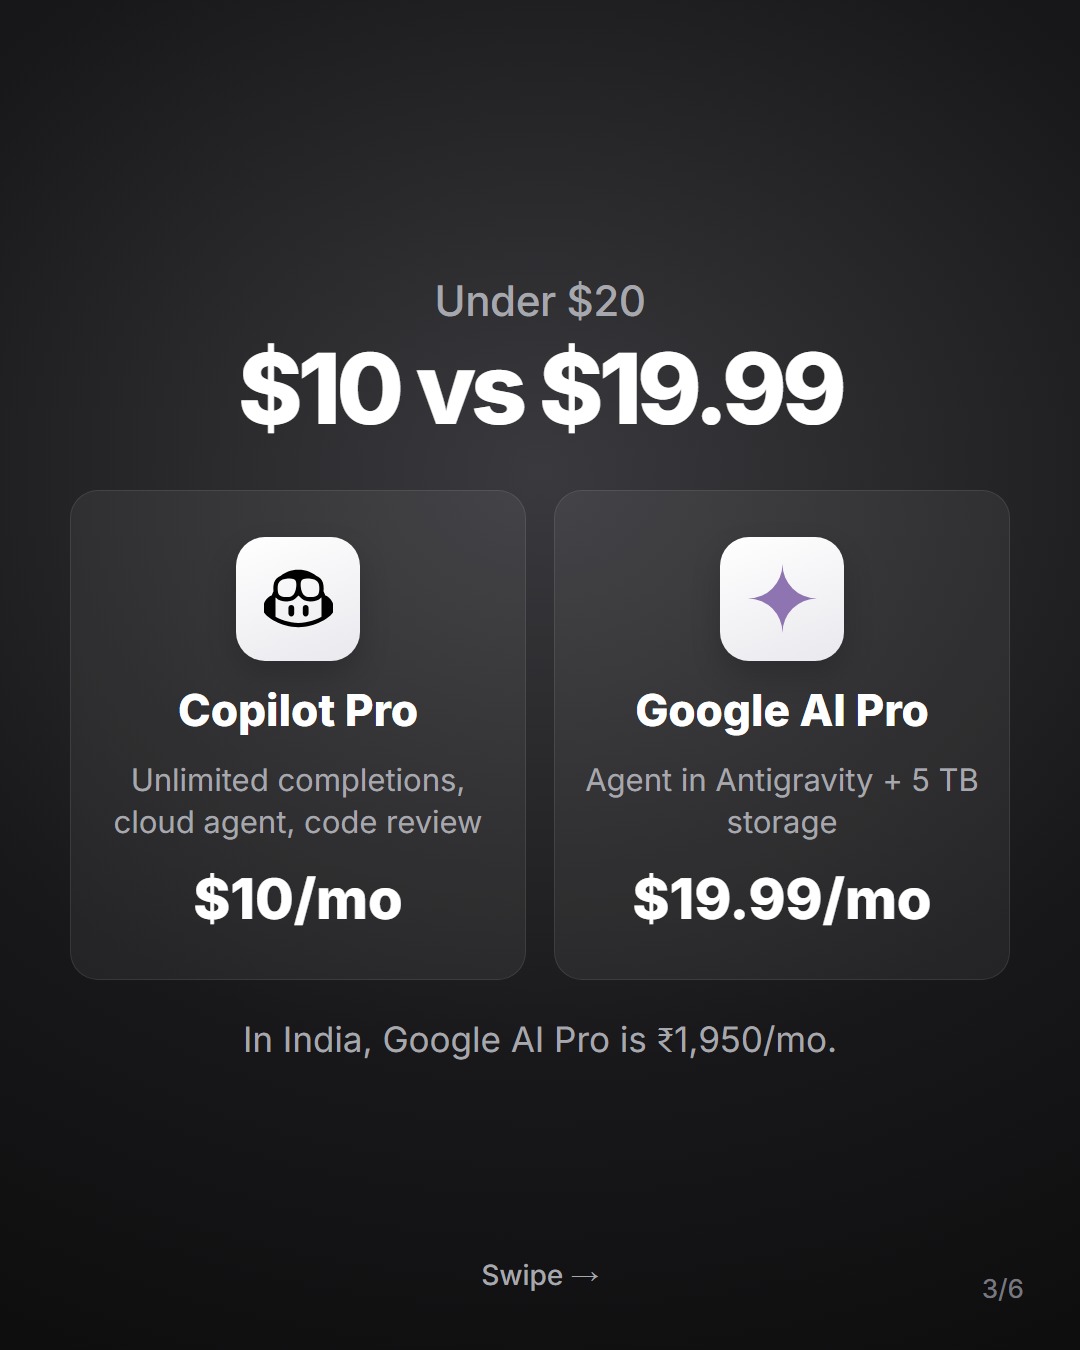 Under $20
$10 vs $19.99
Copilot Pro
Unlimited completions,
cloud agent, code review
$10/mo
Google AI Pro
Agent in Antigravity + 5 TB
storage
$19.99/mo
In India, Google AI Pro is ₹1,950/mo.
Swipe →
3/6